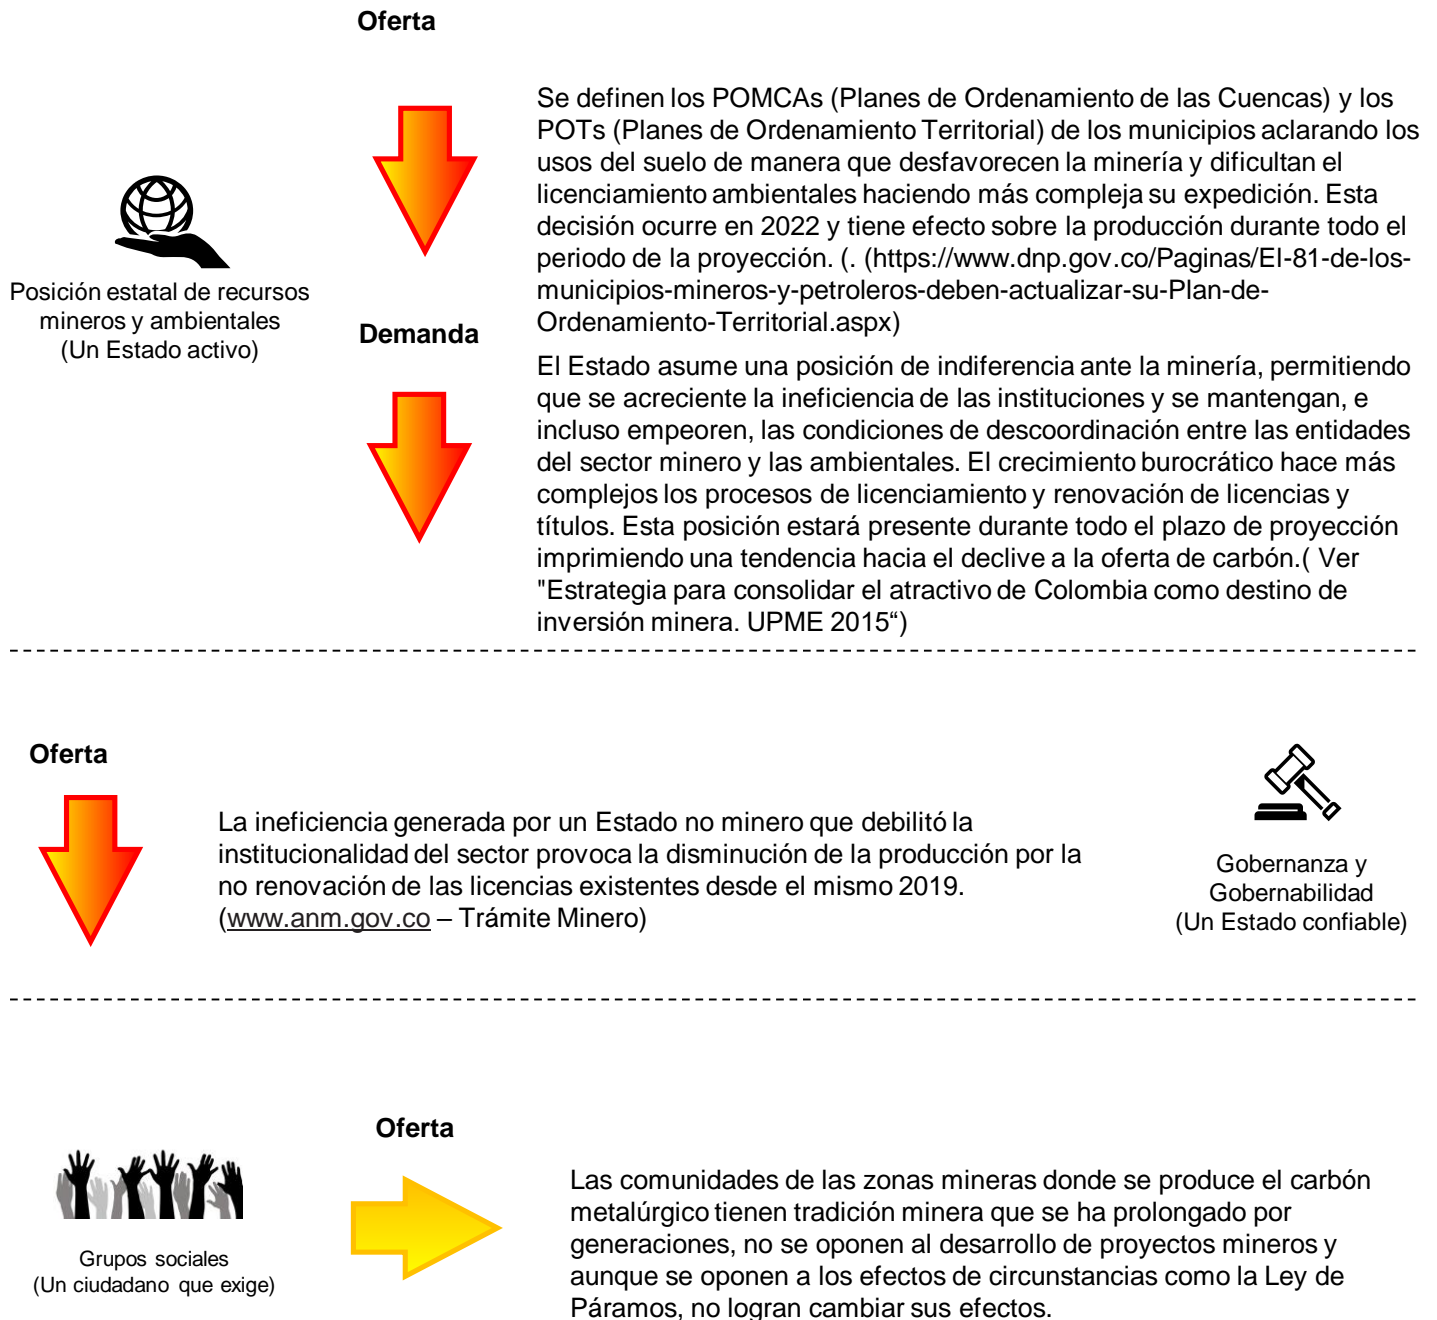 Oferta
Se definen los POMCAs (Planes de Ordenamiento de las Cuencas) y los
POTs (Planes de Ordenamiento Territorial) de los municipios aclarando los
usos del suelo de manera que desfavorecen la minería y dificultan el
licenciamiento ambientales haciendo más compleja su expedición. Esta
decisión ocurre en 2022 y tiene efecto sobre la producción durante todo el
periodo de la proyección. (. (https://www.dnp.gov.co/Paginas/El-81-de-los-
municipios-mineros-y-petroleros-deben-actualizar-su-Plan-de-
Ordenamiento-Territorial.aspx)
Posición estatal de recursos
mineros y ambientales
(Un Estado activo)
Demanda
El Estado asume una posición de indiferencia ante la minería, permitiendo
que se acreciente la ineficiencia de las instituciones y se mantengan, e
incluso empeoren, las condiciones de descoordinación entre las entidades
del sector minero y las ambientales. El crecimiento burocrático hace más
complejos los procesos de licenciamiento y renovación de licencias y
títulos. Esta posición estará presente durante todo el plazo de proyección
imprimiendo una tendencia hacia el declive a la oferta de carbón.( Ver
"Estrategia para consolidar el atractivo de Colombia como destino de
inversión minera. UPME 2015“)
Oferta
La ineficiencia generada por un Estado no minero que debilitó la
institucionalidad del sector provoca la disminución de la producción por la
no renovación de las licencias existentes desde el mismo 2019.
(www.anm.gov.co – Trámite Minero)
Gobernanza y
Gobernabilidad
(Un Estado confiable)
Oferta
Grupos sociales
(Un ciudadano que exige)
Las comunidades de las zonas mineras donde se produce el carbón
metalúrgico tienen tradición minera que se ha prolongado por
generaciones, no se oponen al desarrollo de proyectos mineros y
aunque se oponen a los efectos de circunstancias como la Ley de
Páramos, no logran cambiar sus efectos.